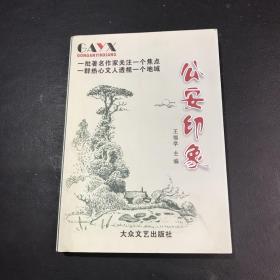 GAYX
GONGANYINXIANG
一批著名作家关注一个焦点
一群热心文人透视一个地域
公安印象
王福学 主编
大众文艺出版社